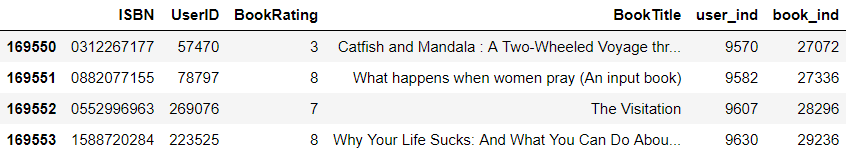 ISBN UserID BookRating BookTitle user_ind book_ind
169550 0312267177 57470 3 Catfish and Mandala : A Two-Wheeled Voyage thr... 9570 27072
169551 0882077155 78797 8 What happens when women pray (An input book) 9582 27336
169552 0552996963 269076 7 The Visitation 9607 28296
169553 1588720284 223525 8 Why Your Life Sucks: And What You Can Do Abou... 9630 29236